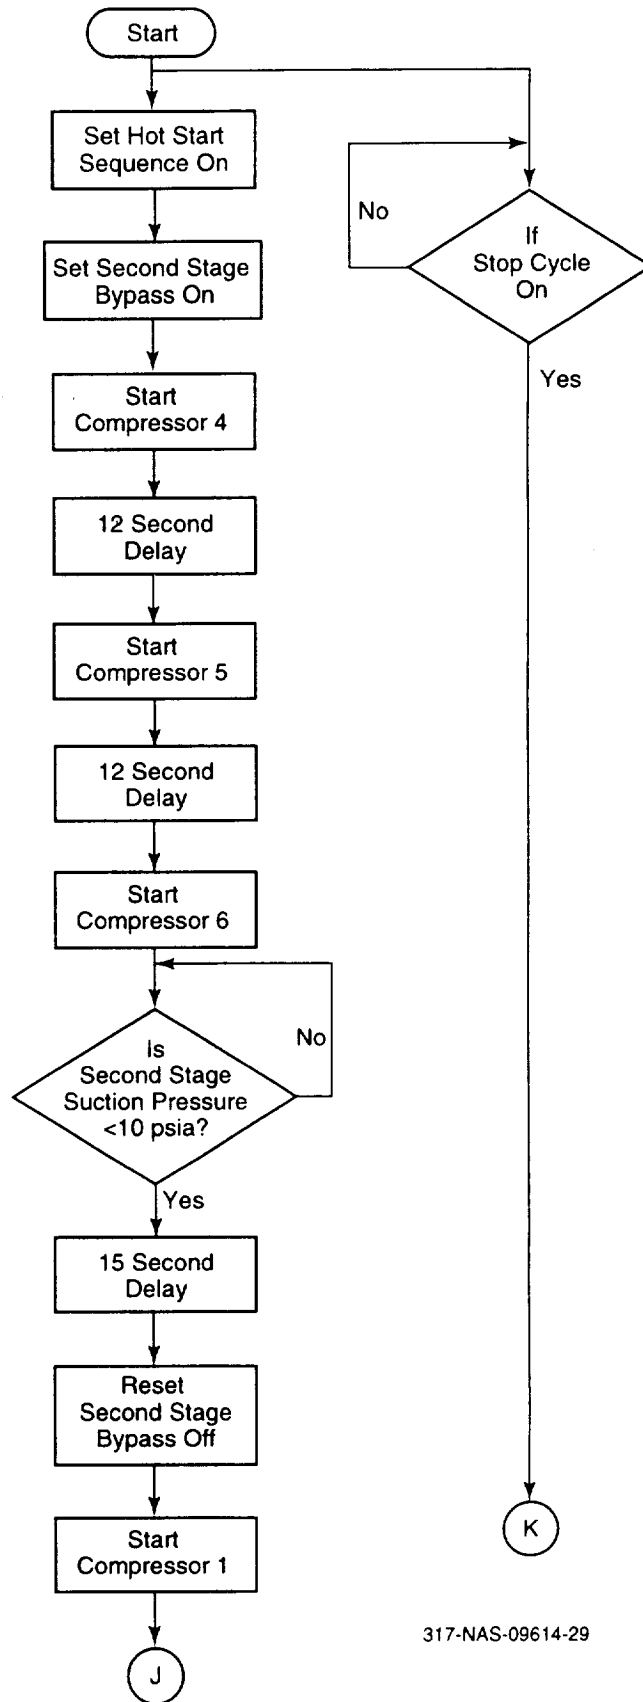 Start
Set Hot Start
Sequence On
Set Second Stage
Bypass On
Start
Compressor 4
12 Second
Delay
Start
Compressor 5
12 Second
Delay
Start
Compressor 6
Is
Second Stage
Suction Pressure
<10 psia?
No
Yes
15 Second
Delay
Reset
Second Stage
Bypass Off
Start
Compressor 1
J
If
Stop Cycle
On
No
Yes
K
317-NAS-09614-29